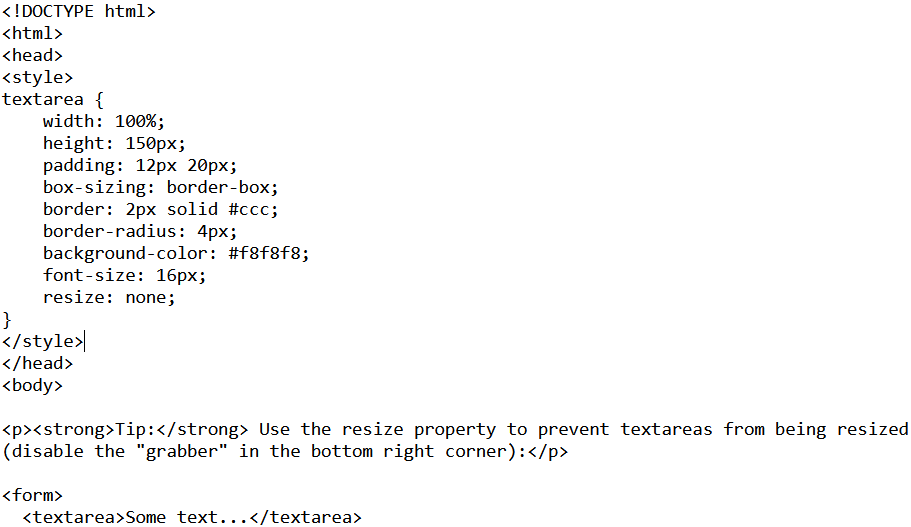 <!DOCTYPE html>
<html>
<head>
<style>
textarea {
    width: 100%;
    height: 150px;
    padding: 12px 20px;
    box-sizing: border-box;
    border: 2px solid #ccc;
    border-radius: 4px;
    background-color: #f8f8f8;
    font-size: 16px;
    resize: none;
}
</style>
</head>
<body>

<p><strong>Tip:</strong> Use the resize property to prevent textareas from being resized
(disable the "grabber" in the bottom right corner):</p>

<form>
  <textarea>Some text...</textarea>